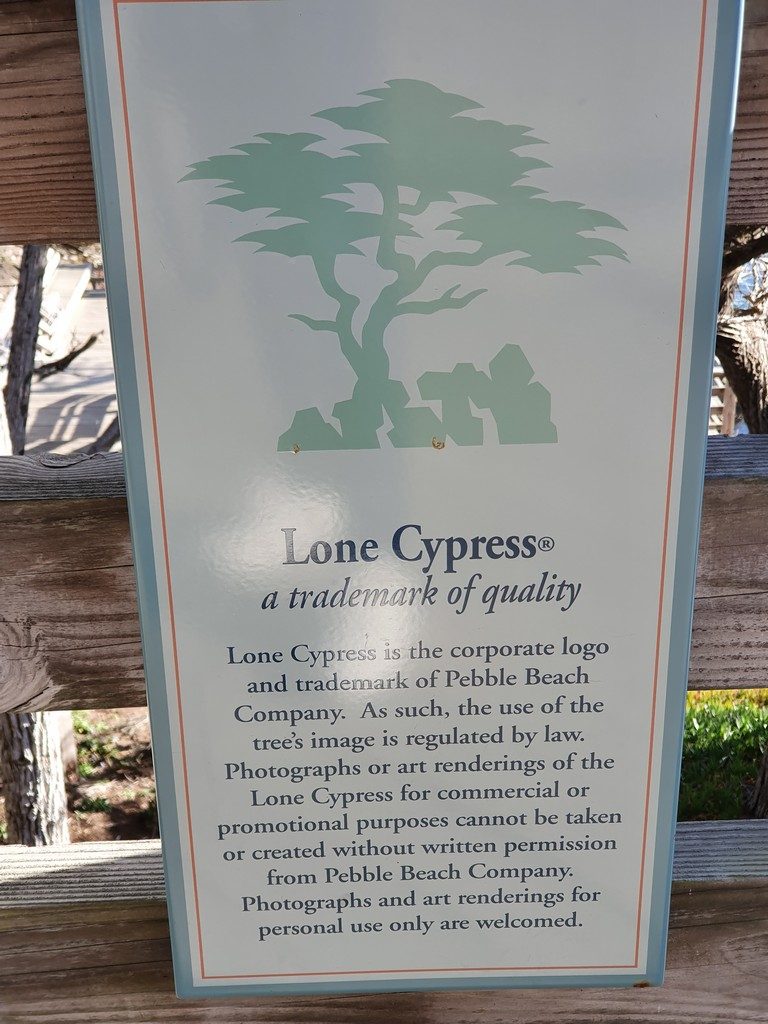 Lone Cypress®
a trademark of quality
Lone Cypress is the corporate logo
and trademark of Pebble Beach
Company. As such, the use of the
tree's image is regulated by law.
Photographs or art renderings of the
Lone Cypress for commercial or
promotional purposes cannot be taken
or created without written permission
from Pebble Beach Company.
Photographs and art renderings for
personal use only are welcomed.